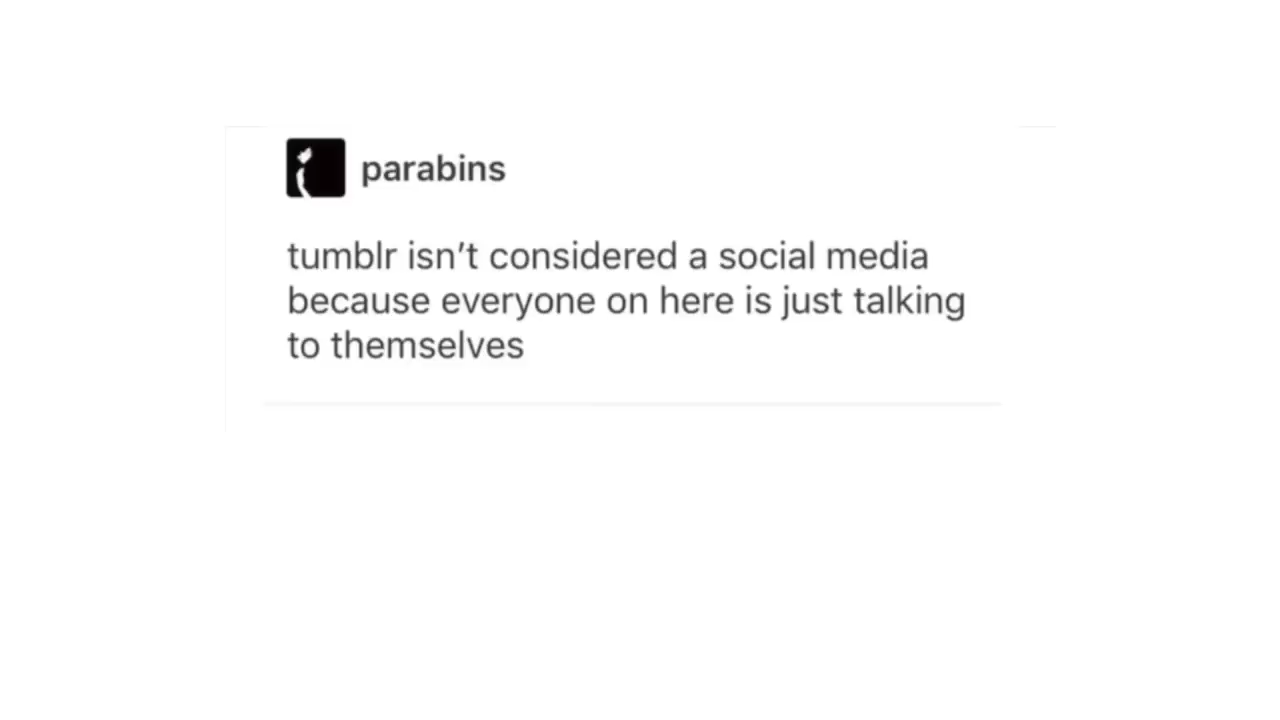 parabins
tumblr isn't considered a social media
because everyone on here is just talking
to themselves